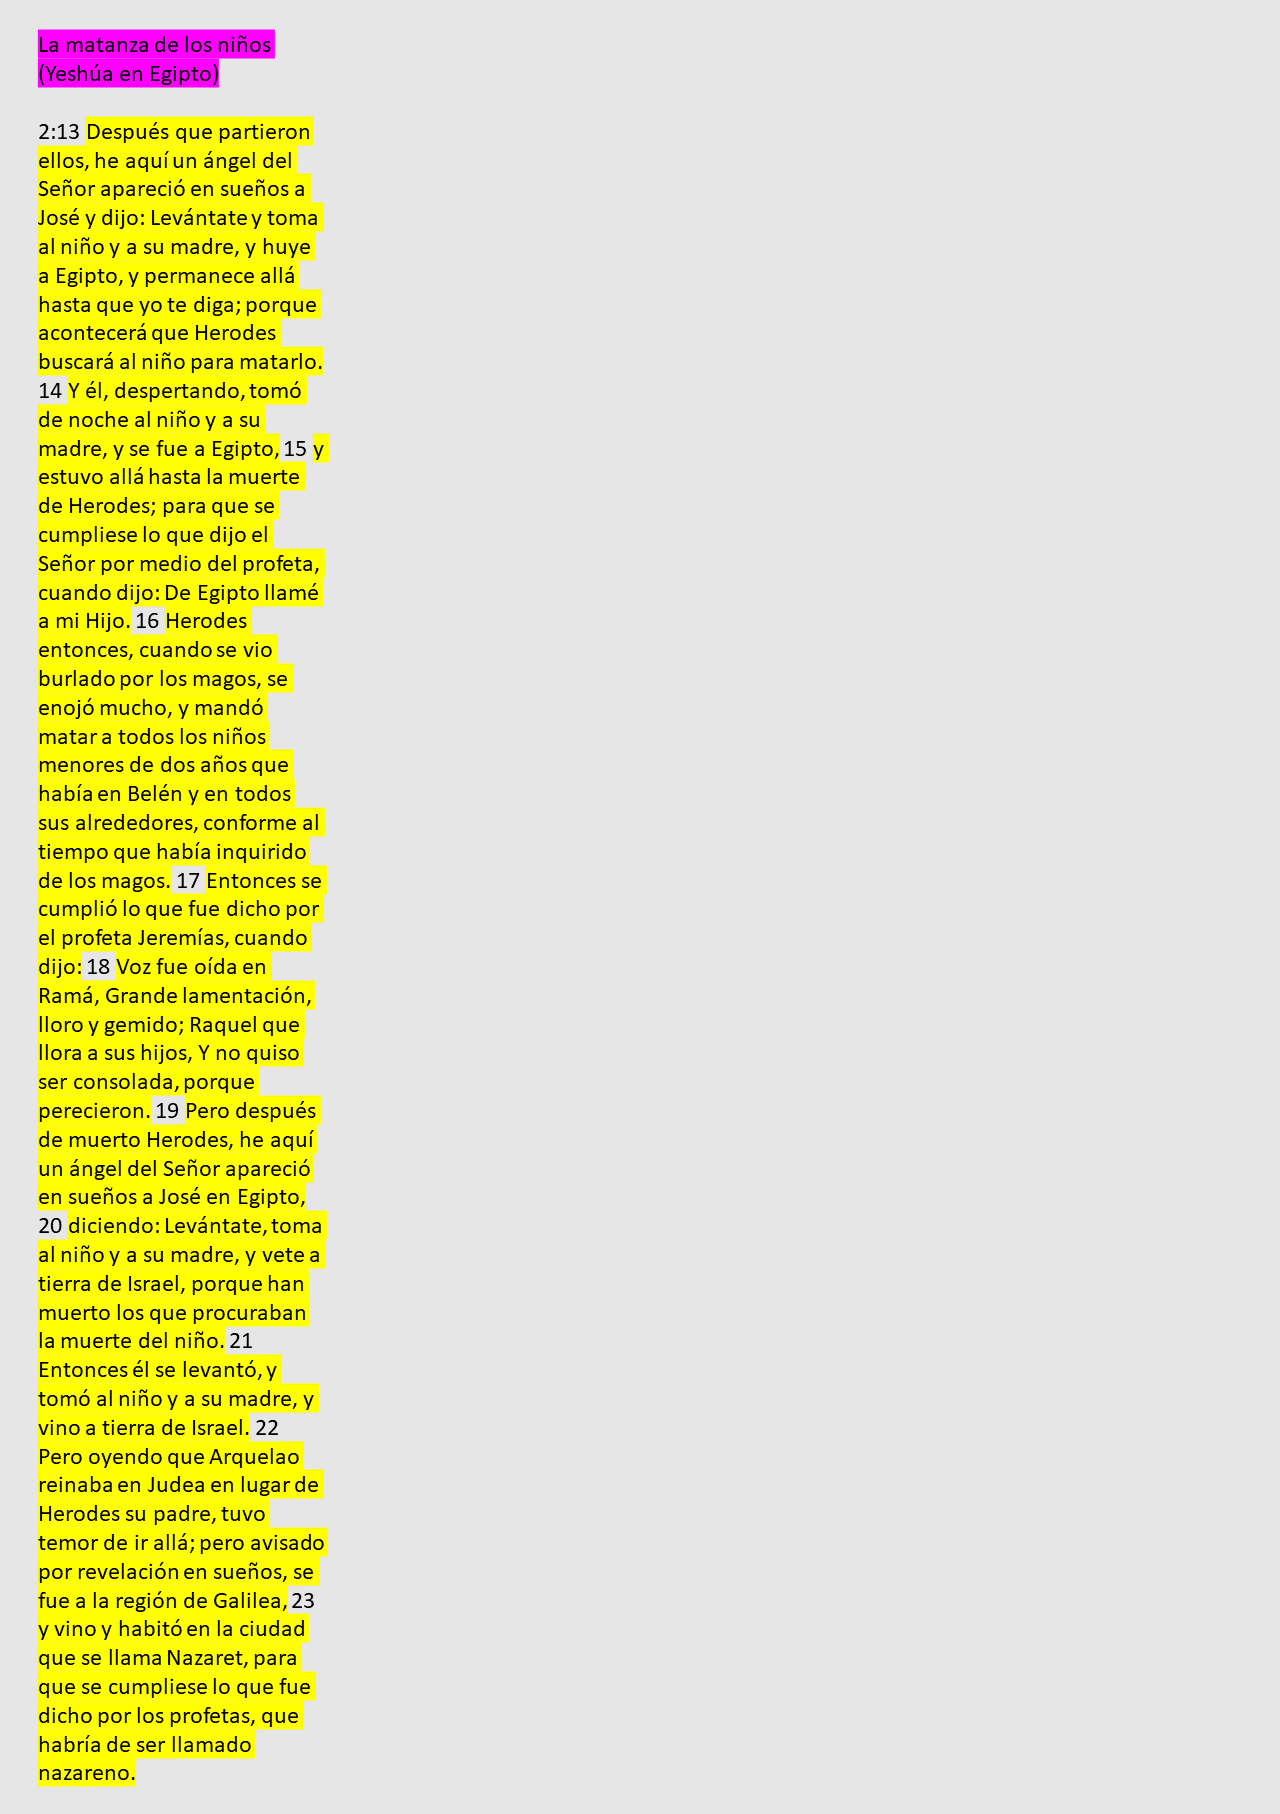 La matanza de los niños
(Yeshúa en Egipto)
2:13 Después que partieron
ellos, he aquí un ángel del
Señor apareció en sueños a
José y dijo: Levántate y toma
al niño y a su madre, y huye
a Egipto, y permanece allá
hasta que yo te diga; porque
acontecerá que Herodes
buscará al niño para matarlo.
14 Y él, despertando, tomó
de noche al niño y a su
madre, y se fue a Egipto, 15 y
estuvo allá hasta la muerte
de Herodes; para que se
cumpliese lo que dijo el
Señor por medio del profeta,
cuando dijo: De Egipto llamé
a mi Hijo. 16 Herodes
entonces, cuando se vio
burlado por los magos, se
enojó mucho, y mandó
matar a todos los niños
menores de dos años que
había en Belén y en todos
sus alrededores, conforme al
tiempo que había inquirido
de los magos. 17 Entonces se
cumplió lo que fue dicho por
el profeta Jeremías, cuando
dijo: 18 Voz fue oída en
Ramá, Grande lamentación,
lloro y gemido; Raquel que
llora a sus hijos, Y no quiso
ser consolada, porque
perecieron. 19 Pero después
de muerto Herodes, he aquí
un ángel del Señor apareció
en sueños a José en Egipto,
20 diciendo: Levántate, toma
al niño y a su madre, y vete a
tierra de Israel, porque han
muerto los que procuraban
la muerte del niño. 21
Entonces él se levantó, y
tomó al niño y a su madre, y
vino a tierra de Israel. 22
Pero oyendo que Arquelao
reinaba en Judea en lugar de
Herodes su padre, tuvo
temor de ir allá; pero avisado
por revelación en sueños, se
fue a la región de Galilea, 23
y vino y habitó en la ciudad
que se llama Nazaret, para
que se cumpliese lo que fue
dicho por los profetas, que
habría de ser llamado
nazareno.